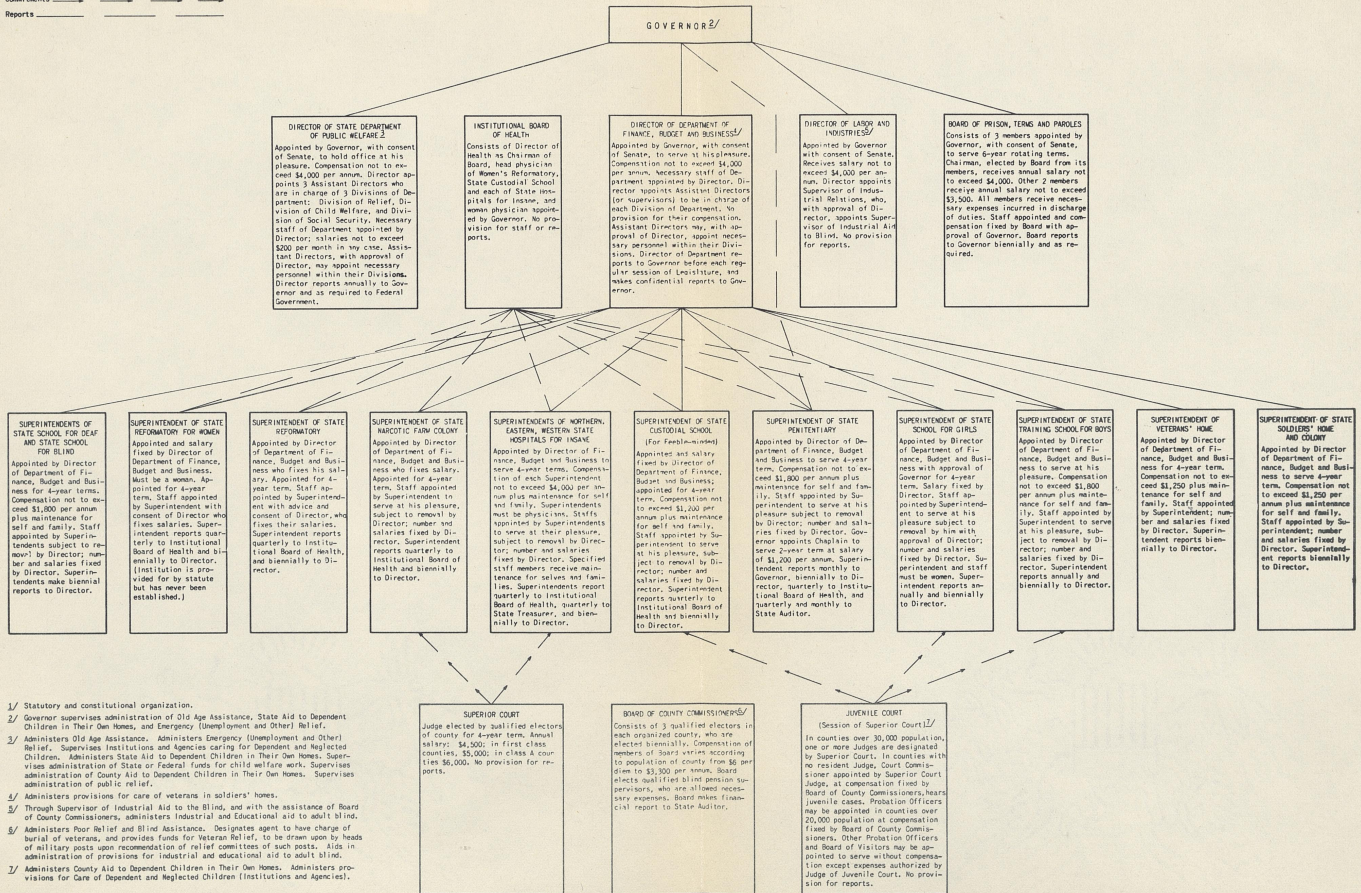 Reports
GOVERNOR 2/
DIRECTOR OF STATE DEPARTMENT
OF PUBLIC WELFARE 3
Appointed by Governor, with consent
of Senate, to hold office at his
pleasure. Compensation not to ex-
ceed $4,000 per annum. Director ap-
points 3 Assistant Directors who
are in charge of 3 Divisions of De-
partment: Division of Relief, Di-
vision of Child Welfare, and Divi-
sion of Social Security. Necessary
staff of Department appointed by
Director; salaries not to exceed
$200 per month in any case. Assis-
tant Directors, with approval of
Director, may appoint necessary
personnel within their Divisions.
Director reports annually to Gov-
ernor and as required to Federal
Government.
INSTITUTIONAL BOARD
OF HEALTH
Consists of Director of
Health as Chairman of
Board, head physician
of Women's Reformatory,
State Custodial School
and each of State Hos-
pitals for Insane, and
woman physician appoint-
ed by Governor. No pro-
vision for staff or re-
ports.
DIRECTOR OF DEPARTMENT OF
FINANCE, BUDGET AND BUSINESS 4/
Appointed by Governor, with consent
of Senate, to serve at his pleasure.
Compensation not to exceed $4,000
per annum. Necessary staff of De-
partment appointed by Director. Di-
rector appoints Assistant Directors
(or supervisors) to be in charge of
each Division of Department. No
provision for their compensation.
Assistant Directors may, with ap-
proval of Director, appoint neces-
sary personnel within their Divi-
sions. Director of Department re-
ports to Governor before each reg-
ular session of Legislature, and
makes confidential reports to Gov-
ernor.
DIRECTOR OF LABOR AND
INDUSTRIES 5/
Appointed by Governor
with consent of Senate.
Receives salary not to
exceed $4,000 per an-
num. Director appoints
Supervisor of Indus-
trial Relations, who,
with approval of Di-
rector, appoints Super-
visor of Industrial Aid
to Blind. No provision
for reports.
BOARD OF PRISON, TERMS AND PAROLES
Consists of 3 members appointed by
Governor, with consent of Senate,
to serve 6-year rotating terms.
Chairman, elected by Board from its
members, receives annual salary not
to exceed $4,000. Other 2 members
receive annual salary not to exceed
$3,500. All members receive neces-
sary expenses incurred in discharge
of duties. Staff appointed and com-
pensation fixed by Board with ap-
proval of Governor. Board reports
to Governor biennially and as re-
quired.
SUPERINTENDENTS OF
STATE SCHOOL FOR DEAF
AND STATE SCHOOL
FOR BLIND
Appointed by Director
of Department of Fi-
nance, Budget and Busi-
ness for 4-year terms.
Compensation not to ex-
ceed $1,800 per annum
plus maintenance for
self and family. Staff
appointed by Superin-
tendents subject to re-
moval by Director; num-
ber and salaries fixed
by Director. Superin-
tendents make biennial
reports to Director.
SUPERINTENDENT OF STATE
REFORMATORY FOR WOMEN
Appointed and salary
fixed by Director of
Department of Finance,
Budget and Business.
Must be a woman. Ap-
pointed for 4-year
term. Staff appointed
by Superintendent with
consent of Director who
fixes salaries. Super-
intendent reports quar-
terly to Institutional
Board of Health and bi-
ennially to Director.
(Institution is pro-
vided for by statute
but has never been
established.)
SUPERINTENDENT OF STATE
REFORMATORY
Appointed by Director
of Department of Fi-
nance, Budget and Busi-
ness who fixes his sal-
ary. Appointed for 4-
year term. Staff ap-
pointed by Superintend-
ent with advice and
consent of Director, who
fixes their salaries.
Superintendent reports
quarterly to Institu-
tional Board of Health,
and biennially to Di-
rector.
SUPERINTENDENT OF STATE
NARCOTIC FARM COLONY
Appointed by Director
of Department of Fi-
nance, Budget and Busi-
ness who fixes salary.
Appointed for 4-year
term. Staff appointed
by Superintendent to
serve at his pleasure,
subject to removal by
Director; number and
salaries fixed by Di-
rector. Superintendent
reports quarterly to
Institutional Board of
Health and biennially
to Director.
SUPERINTENDENTS OF NORTHERN,
EASTERN, WESTERN STATE
HOSPITALS FOR INSANE
Appointed by Director of Fi-
nance, Budget and Business to
serve 4-year terms. Compensa-
tion of each Superintendent
not to exceed $4,000 per an-
num plus maintenance for self
and family. Superintendents
must be physicians. Staffs
appointed by Superintendents
to serve at their pleasure,
subject to removal by Direc-
tor; number and salaries
fixed by Director. Specified
staff members receive main-
tenance for selves and fami-
lies. Superintendents report
quarterly to Institutional
Board of Health, quarterly to
State Treasurer, and bien-
nially to Director.
SUPERINTENDENT OF STATE
CUSTODIAL SCHOOL
(For Feeble-minded)
Appointed and salary
fixed by Director of
Department of Finance,
Budget and Business;
appointed for 4-year
term. Compensation not
to exceed $1,200 per
annum plus maintenance
for self and family.
Staff appointed by Su-
perintendent to serve
at his pleasure, sub-
ject to removal by Di-
rector; number and
salaries fixed by Di-
rector. Superintendent
reports quarterly to
Institutional Board of
Health and biennially
to Director.
SUPERINTENDENT OF STATE
PENITENTIARY
Appointed by Director of De-
partment of Finance, Budget
and Business to serve 4-year
term. Compensation not to ex-
ceed $1,800 per annum plus
maintenance for self and fam-
ily. Staff appointed by Su-
perintendent to serve at his
pleasure subject to removal
by Director; number and sala-
ries fixed by Director. Gov-
ernor appoints Chaplain to
serve 2-year term at salary
of $1,200 per annum. Superin-
tendent reports monthly to
Governor, biennially to Di-
rector, quarterly to Institu-
tional Board of Health, and
quarterly and monthly to
State Auditor.
SUPERINTENDENT OF STATE
SCHOOL FOR GIRLS
Appointed by Director
of Department of Fi-
nance, Budget and Busi-
ness with approval of
Governor for 4-year
term. Salary fixed by
Director. Staff ap-
pointed by Superintend-
ent to serve at his
pleasure subject to
removal by him with
approval of Director;
number and salaries
fixed by Director. Su-
perintendent and staff
must be women. Super-
intendent reports an-
nually and biennially
to Director.
SUPERINTENDENT OF STATE
TRAINING SCHOOL FOR BOYS
Appointed by Director
of Department of Fi-
nance, Budget and Busi-
ness to serve at his
pleasure. Compensation
not to exceed $1,800
per annum plus mainte-
nance for self and fam-
ily. Staff appointed by
Superintendent to serve
at his pleasure, sub-
ject to removal by Di-
rector; number and
salaries fixed by Di-
rector. Superintendent
reports annually and
biennially to Director.
SUPERINTENDENT OF
VETERANS' HOME
Appointed by Director
of Department of Fi-
nance, Budget and Busi-
ness for 4-year term.
Compensation not to ex-
ceed $1,250 plus main-
tenance for self and
family. Staff appointed
by Superintendent; num-
ber and salaries fixed
by Director. Superin-
tendent reports bien-
nially to Director.
SUPERINTENDENT OF STATE
SOLDIERS' HOME
AND COLONY
Appointed by Director
of Department of Fi-
nance, Budget and Busi-
ness to serve 4-year
term. Compensation not
to exceed $1,250 per
annum plus maintenance
for self and family.
Staff appointed by Su-
perintendent; number
and salaries fixed by
Director. Superintend-
ent reports biennially
to Director.
SUPERIOR COURT
Judge elected by qualified electors
of county for 4-year term. Annual
salary; $4,500; in first class
counties, $5,000; in class A coun-
ties $6,000. No provision for re-
ports.
BOARD OF COUNTY COMMISSIONERS 6/
Consists of 3 qualified electors in
each organized county, who are
elected biennially. Compensation of
members of Board varies according
to population of county from $6 per
diem to $3,300 per annum. Board
elects qualified blind pension su-
pervisors, who are allowed neces-
sary expenses. Board makes finan-
cial report to State Auditor.
JUVENILE COURT
(Session of Superior Court) 7/
In counties over 30,000 population,
one or more Judges are designated
by Superior Court. In counties with
no resident Judge, Court Commis-
sioner appointed by Superior Court
Judge, at compensation fixed by
Board of County Commissioners, hears
juvenile cases. Probation Officers
may be appointed in counties over
20,000 population at compensation
fixed by Board of County Commis-
sioners. Other Probation Officers
and Board of Visitors may be ap-
pointed to serve without compensa-
tion except expenses authorized by
Judge of Juvenile Court. No provi-
sion for reports.
1/ Statutory and constitutional organization.
2/ Governor supervises administration of Old Age Assistance, State Aid to Dependent
Children in Their Own Homes, and Emergency (Unemployment and Other) Relief.
3/ Administers Old Age Assistance. Administers Emergency (Unemployment and Other)
Relief. Supervises Institutions and Agencies caring for Dependent and Neglected
Children. Administers State Aid to Dependent Children in Their Own Homes. Super-
vises administration of State or Federal funds for child welfare work. Supervises
administration of County Aid to Dependent Children in Their Own Homes. Supervises
administration of public relief.
4/ Administers provisions for care of veterans in soldiers' homes.
5/ Through Supervisor of Industrial Aid to the Blind, and with the assistance of Board
of County Commissioners, administers Industrial and Educational aid to adult blind.
6/ Administers Poor Relief and Blind Assistance. Designates agent to have charge of
burial of veterans, and provides funds for Veteran Relief, to be drawn upon by heads
of military posts upon recommendation of relief committees of such posts. Aids in
administration of provisions for industrial and educational aid to adult blind.
7/ Administers County Aid to Dependent Children in Their Own Homes. Administers pro-
visions for Care of Dependent and Neglected Children (Institutions and Agencies).